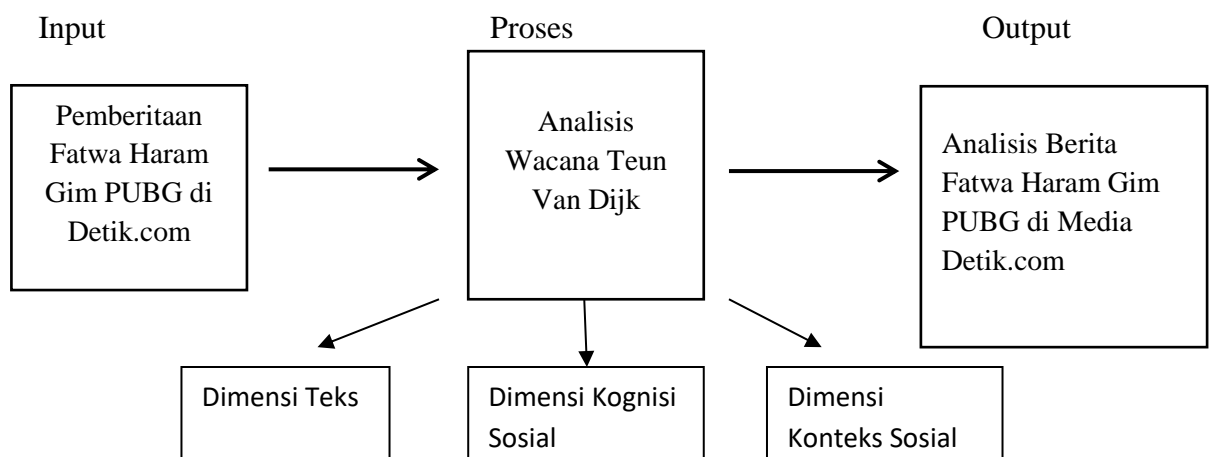 Input
Proses
Output
Pemberitaan
Fatwa Haram
Gim PUBG di
Detik.com
Analisis
Wacana Teun
Van Dijk
Analisis Berita
Fatwa Haram Gim
PUBG di Media
Detik.com
Dimensi Teks
Dimensi Kognisi
Sosial
Dimensi
Konteks Sosial